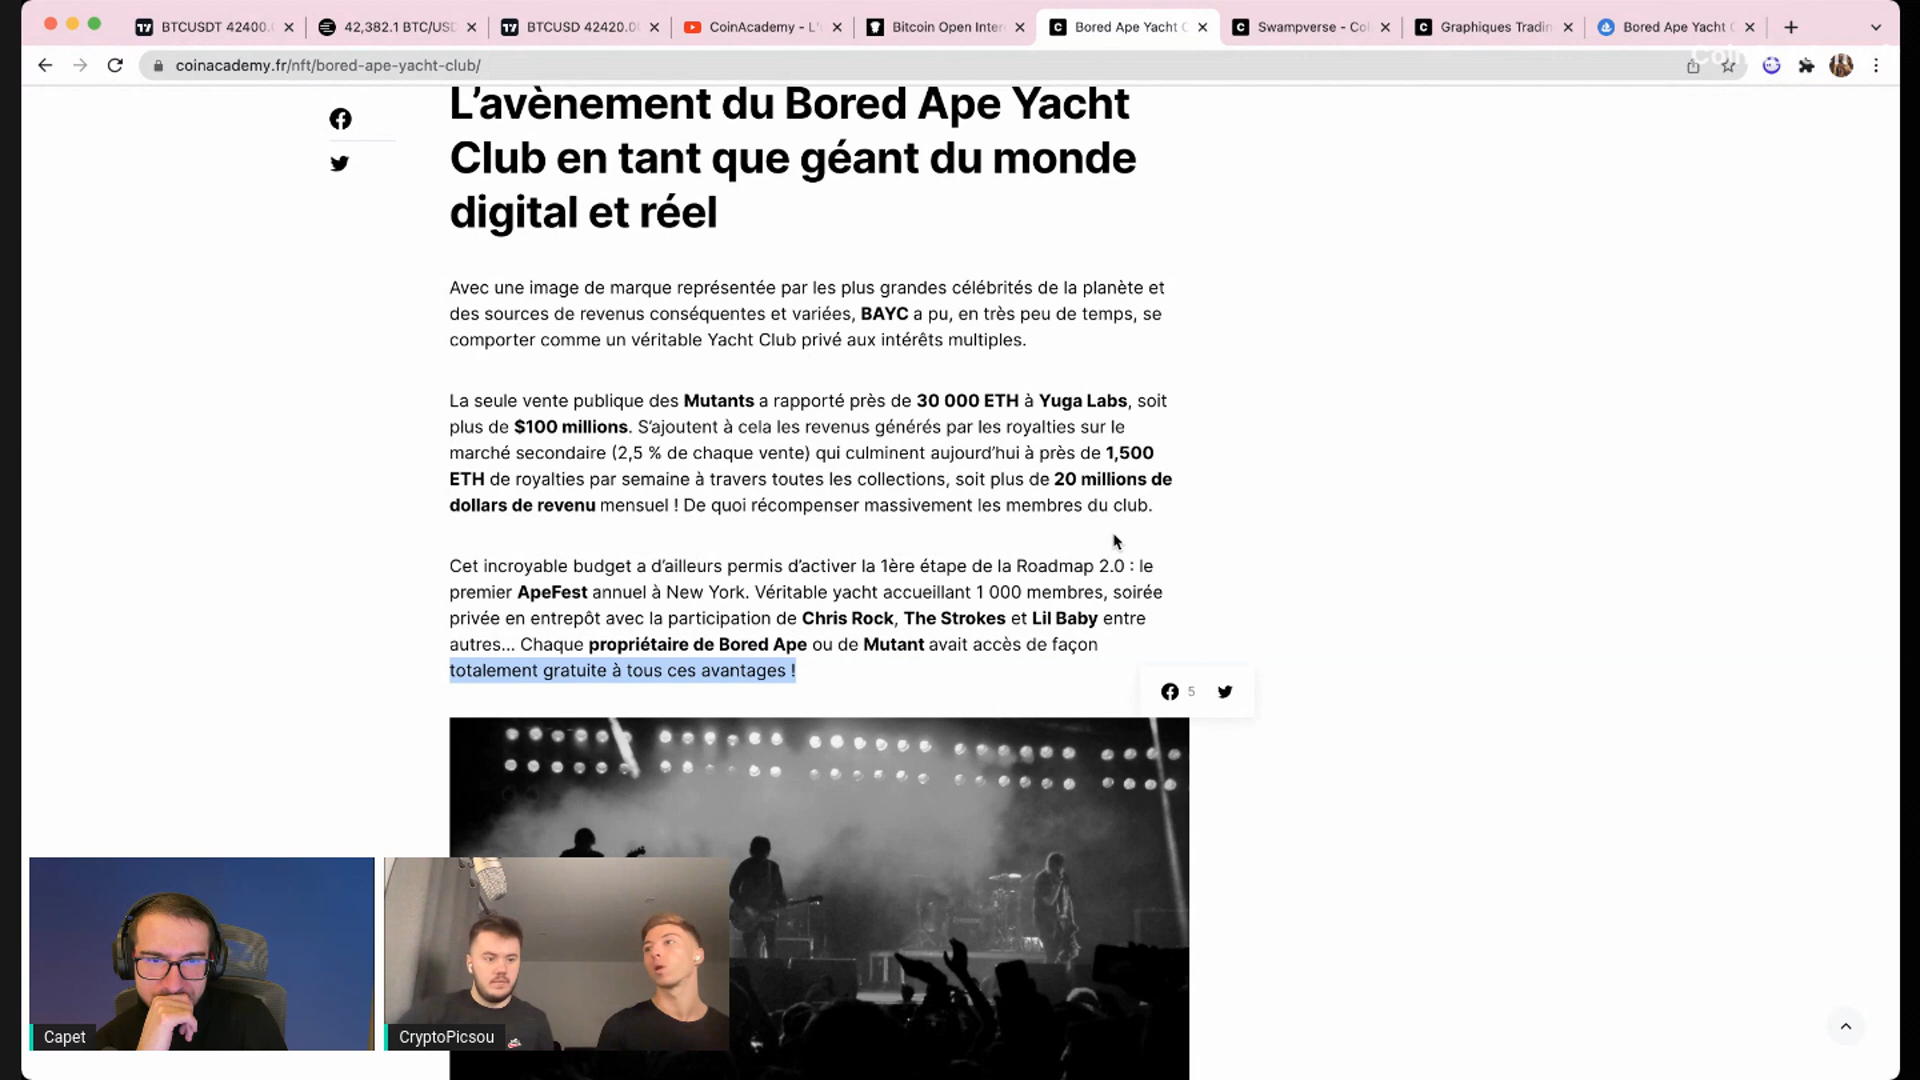 BTCUSDT 42400.
42,382.1 BTC/USD
BTCUSD 42420.0
CoinAcademy - L'
Bitcoin Open Inter
Bored Ape Yacht C
Swampverse - Col
Graphiques Tradin
Bored Ape Yacht C
coinacademy.fr/nft/bored-ape-yacht-club/
L’avènement du Bored Ape Yacht
Club en tant que géant du monde
digital et réel
Avec une image de marque représentée par les plus grandes célébrités de la planète et
des sources de revenus conséquentes et variées, BAYC a pu, en très peu de temps, se
comporter comme un véritable Yacht Club privé aux intérêts multiples.
La seule vente publique des Mutants a rapporté près de 30 000 ETH à Yuga Labs, soit
plus de $100 millions. S’ajoutent à cela les revenus générés par les royalties sur le
marché secondaire (2,5 % de chaque vente) qui culminent aujourd’hui à près de 1,500
ETH de royalties par semaine à travers toutes les collections, soit plus de 20 millions de
dollars de revenu mensuel ! De quoi récompenser massivement les membres du club.
Cet incroyable budget a d’ailleurs permis d’activer la 1ère étape de la Roadmap 2.0 : le
premier ApeFest annuel à New York. Véritable yacht accueillant 1 000 membres, soirée
privée en entrepôt avec la participation de Chris Rock, The Strokes et Lil Baby entre
autres... Chaque propriétaire de Bored Ape ou de Mutant avait accès de façon
totalement gratuite à tous ces avantages !
5
Capet
CryptoPicsou